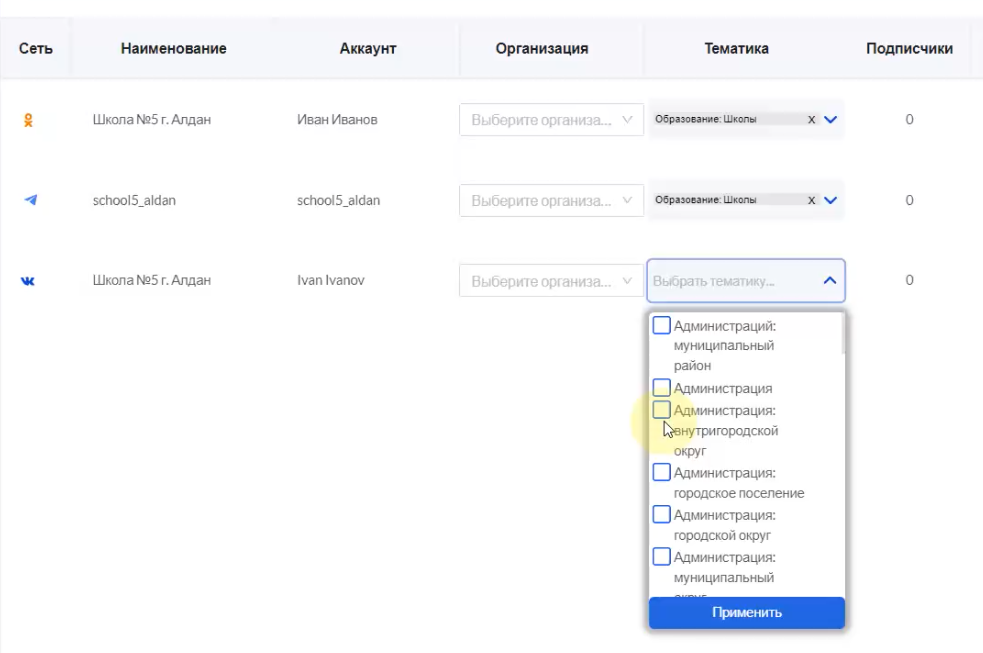 Сеть Наименование Аккаунт Организация Тематика Подписчики
Школа №5 г. Алдан Иван Иванов Выберите организа... Образование: Школы X 0
school5_aldan school5_aldan Выберите организа... Образование: Школы X 0
Школа №5 г. Алдан Ivan Ivanov Выберите организа... Выбрать тематику... 0
Администраций:
муниципальный
район
Администрация
Администрация:
внутригородской
округ
Администрация:
городское поселение
Администрация:
городской округ
Администрация:
муниципальный
округ
Применить